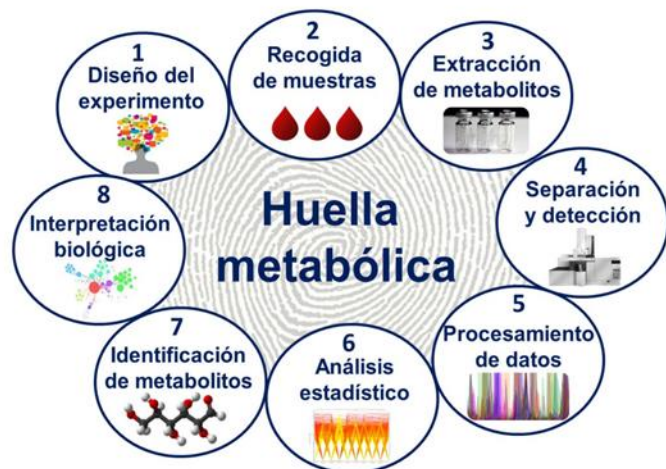 1
Diseño del
experimento
2
Recogida
de muestras
3
Extracción
de metabolitos
4
Separación
y detección
5
Procesamiento
de datos
6
Análisis
estadístico
7
Identificación
de metabolitos
8
Interpretación
biológica
Huella
metabólica